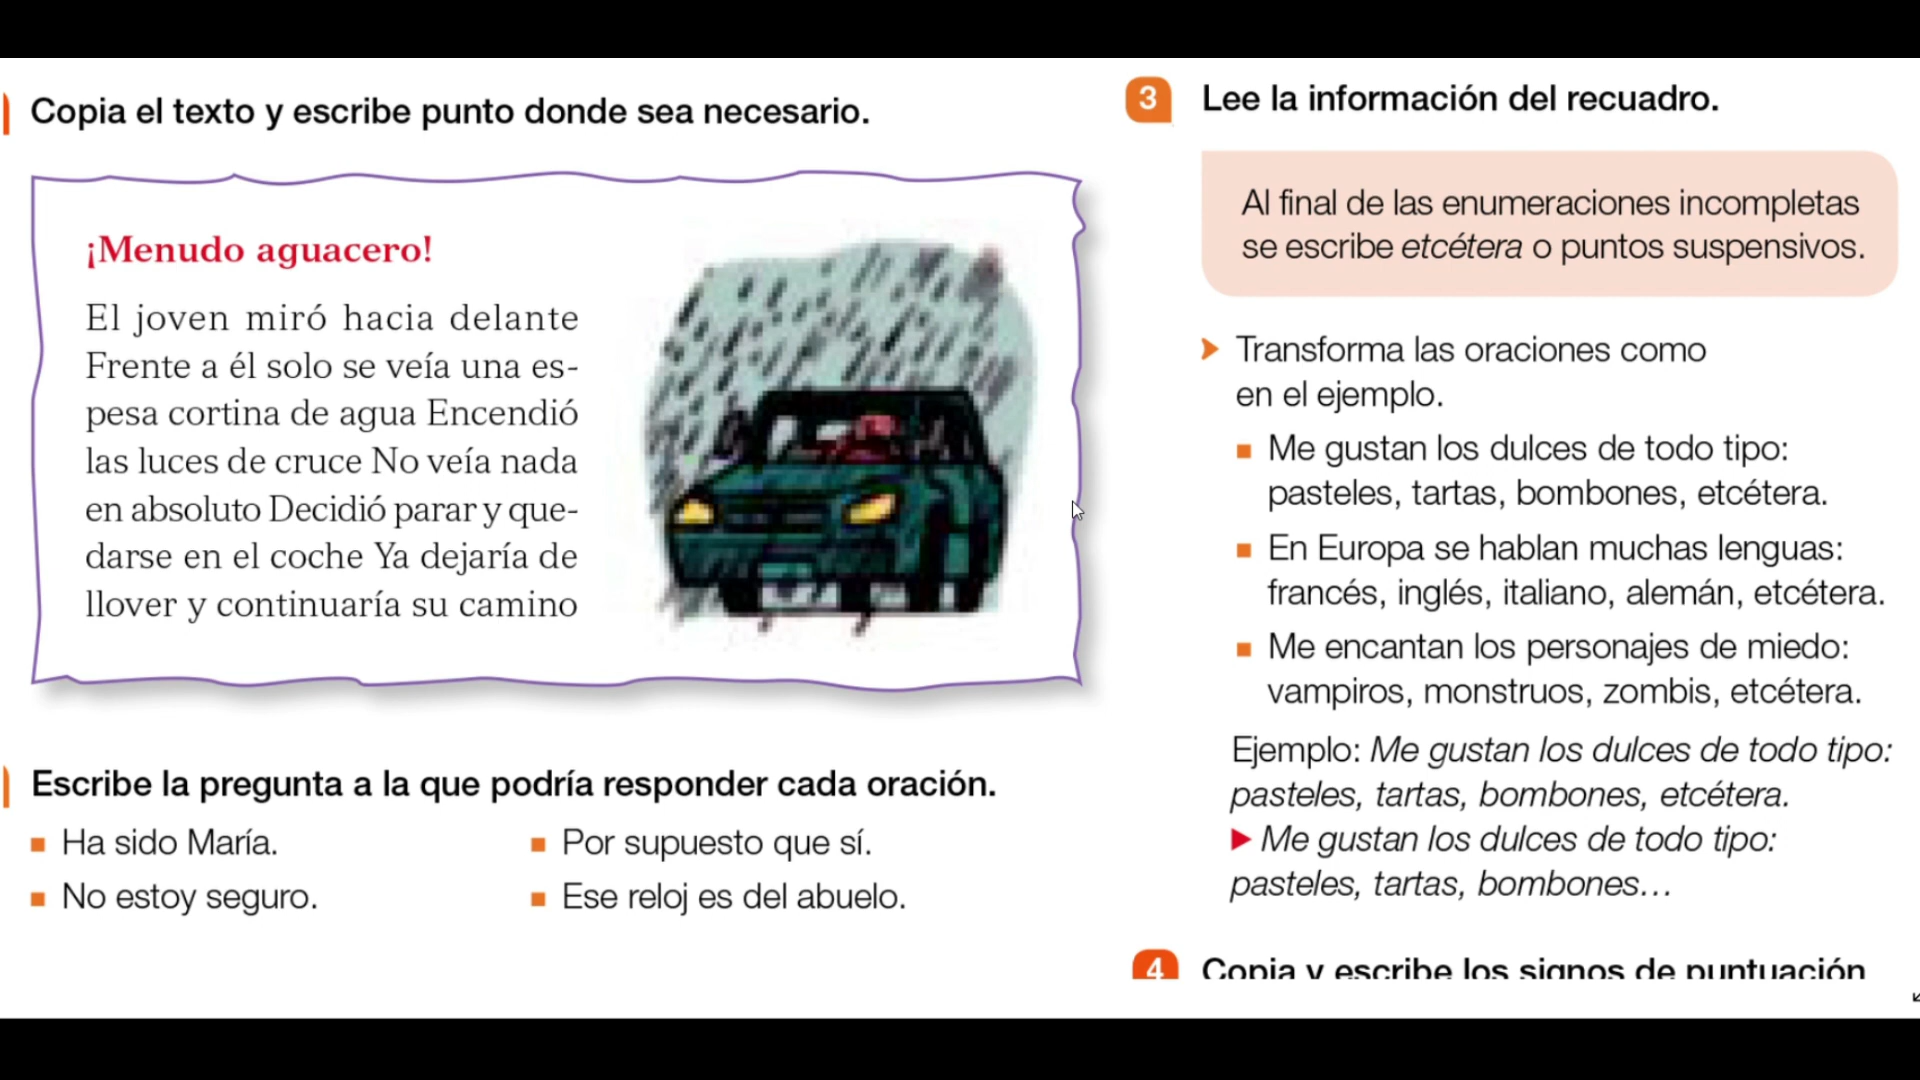 Copia el texto y escribe punto donde sea necesario.
¡Menudo aguacero!
El joven miró hacia delante
Frente a él solo se veía una es-
pesa cortina de agua Encendió
las luces de cruce No veía nada
en absoluto Decidió parar y que-
darse en el coche Ya dejaría de
llover y continuaría su camino
Escribe la pregunta a la que podría responder cada oración.
Ha sido María.
No estoy seguro.
Por supuesto que sí.
Ese reloj es del abuelo.
3 Lee la información del recuadro.
Al final de las enumeraciones incompletas
se escribe etcétera o puntos suspensivos.
Transforma las oraciones como
en el ejemplo.
Me gustan los dulces de todo tipo:
pasteles, tartas, bombones, etcétera.
En Europa se hablan muchas lenguas:
francés, inglés, italiano, alemán, etcétera.
Me encantan los personajes de miedo:
vampiros, monstruos, zombis, etcétera.
Ejemplo: Me gustan los dulces de todo tipo:
pasteles, tartas, bombones, etcétera.
Me gustan los dulces de todo tipo:
pasteles, tartas, bombones...
4 Copia y escribe los signos de puntuación